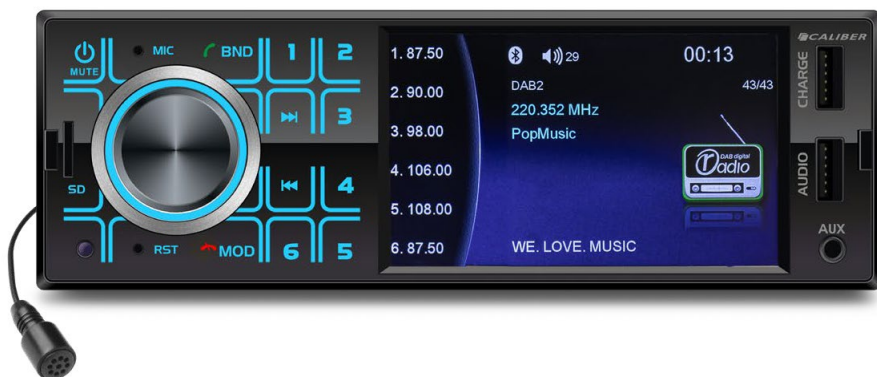 MUTE
MIC
BND
1
2
3
SD
4
RST
MOD
6
5
1. 87.50
2. 90.00
3. 98.00
4. 106.00
5. 108.00
6. 87.50
29
00:13
DAB2
43/43
220.352 MHz
PopMusic
DAB digital
radio
WE. LOVE. MUSIC
CALIBER
CHARGE
AUDIO
AUX